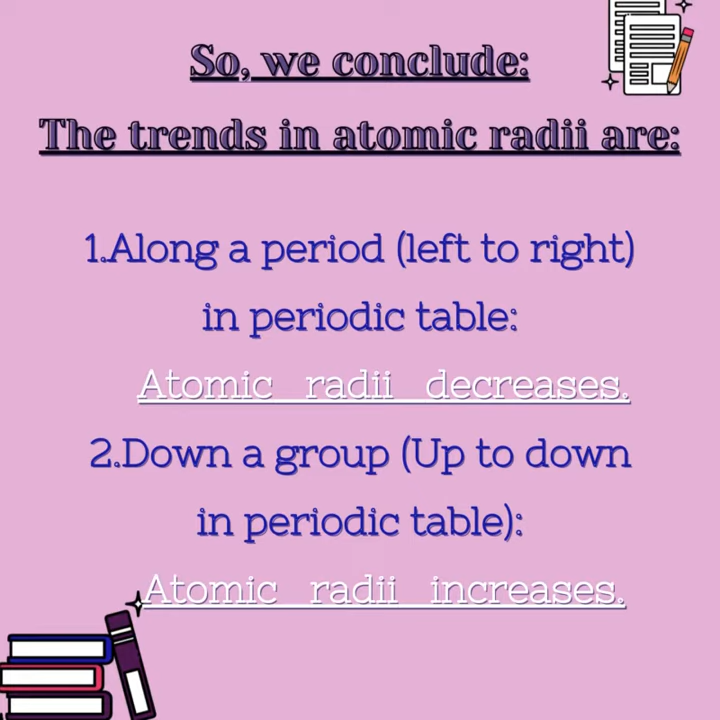 So, we conclude:
The trends in atomic radii are:
1.Along a period (left to right)
in periodic table:
Atomic radii decreases.
2.Down a group (Up to down
in periodic table):
Atomic radii increases.